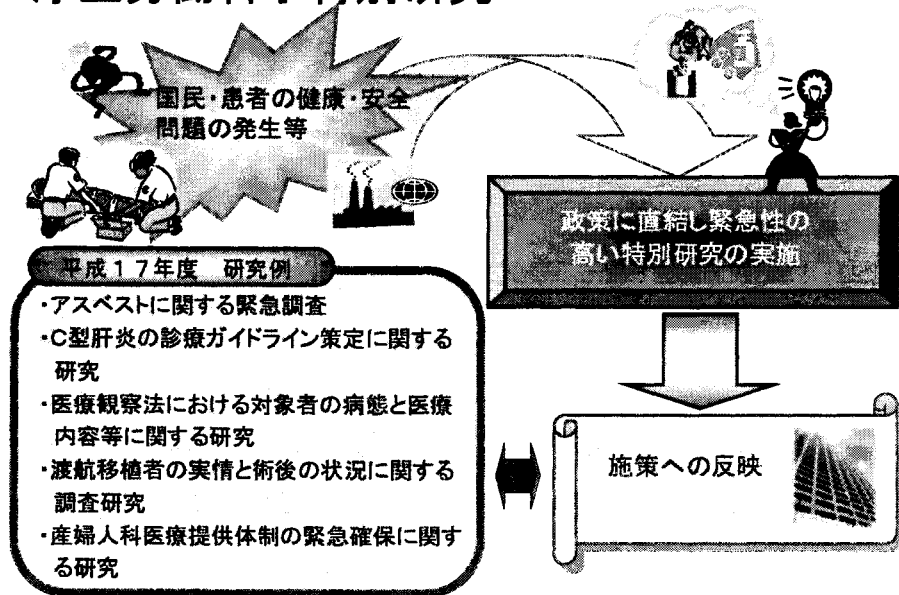 国民・患者の健康・安全
問題の発生等
政策に直結し緊急性の
高い特別研究の実施
平成１７年度 研究例
・アスベストに関する緊急調査
・C型肝炎の診療ガイドライン策定に関する
研究
・医療観察法における対象者の病態と医療
内容等に関する研究
・渡航移植者の実情と術後の状況に関する
調査研究
・産婦人科医療提供体制の緊急確保に関す
る研究
施策への反映